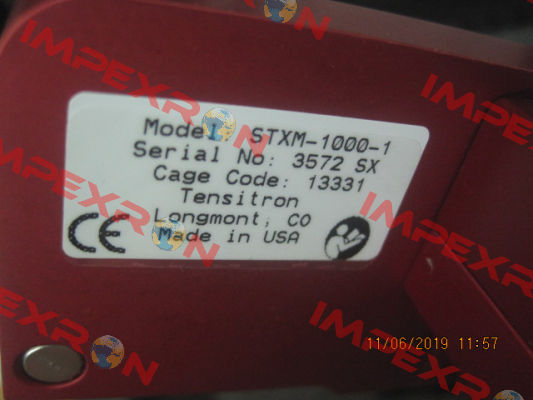 IMPEXRON
IMPEXRON
IMPEXRON
Model STXM-1000-1
Serial No: 3572 SX
Cage Code: 13331
Tensitron
Longmont, CO
Made in USA
CE
IMPEXRON
IMPEXRON
11/06/2019 11:57